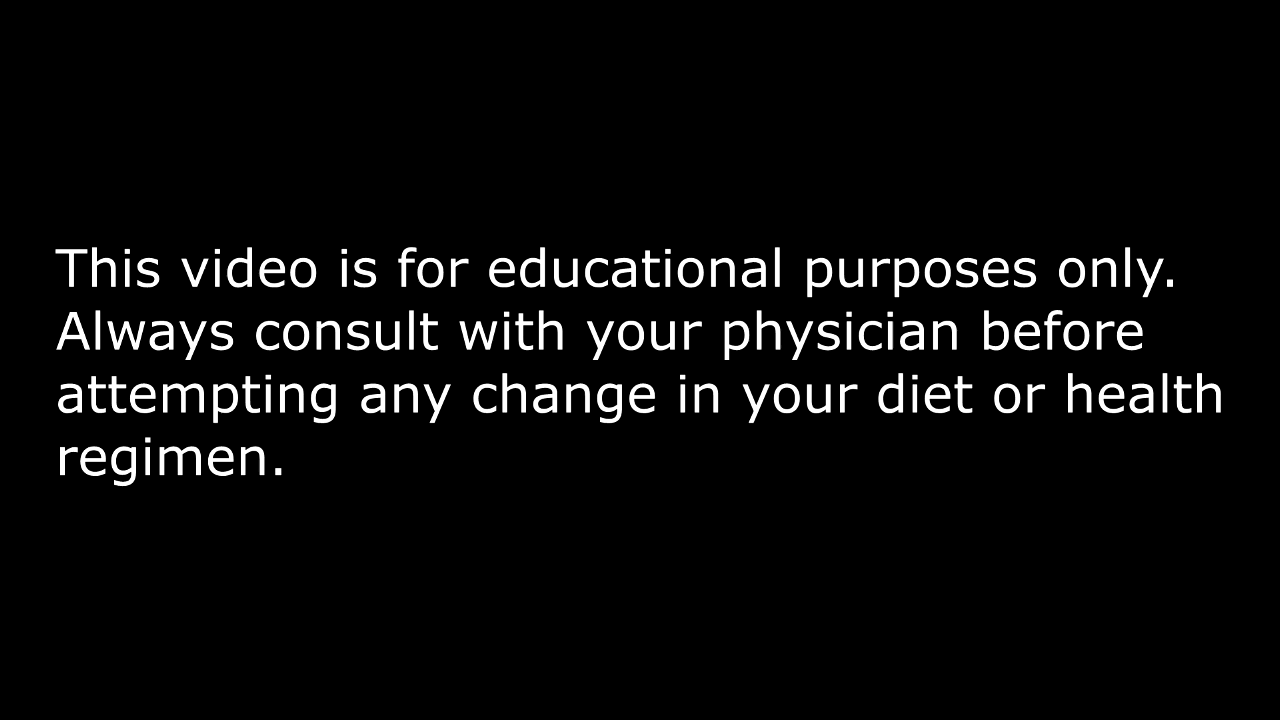 This video is for educational purposes only.
Always consult with your physician before
attempting any change in your diet or health
regimen.